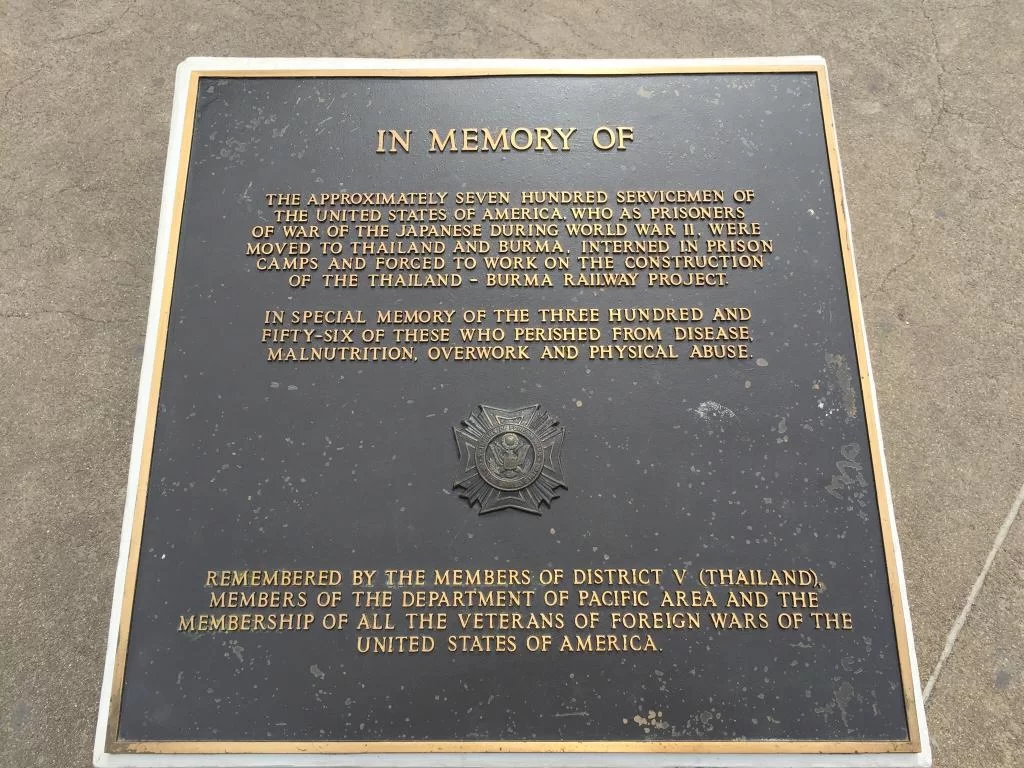 IN MEMORY OF
THE APPROXIMATELY SEVEN HUNDRED SERVICEMEN OF
THE UNITED STATES OF AMERICA, WHO AS PRISONERS
OF WAR OF THE JAPANESE DURING WORLD WAR II, WERE
MOVED TO THAILAND AND BURMA, INTERNED IN PRISON
CAMPS AND FORCED TO WORK ON THE CONSTRUCTION
OF THE THAILAND – BURMA RAILWAY PROJECT.
IN SPECIAL MEMORY OF THE THREE HUNDRED AND
FIFTY-SIX OF THESE WHO PERISHED FROM DISEASE,
MALNUTRITION, OVERWORK AND PHYSICAL ABUSE.
REMEMBERED BY THE MEMBERS OF DISTRICT V (THAILAND),
MEMBERS OF THE DEPARTMENT OF PACIFIC AREA AND THE
MEMBERSHIP OF ALL THE VETERANS OF FOREIGN WARS OF THE
UNITED STATES OF AMERICA.